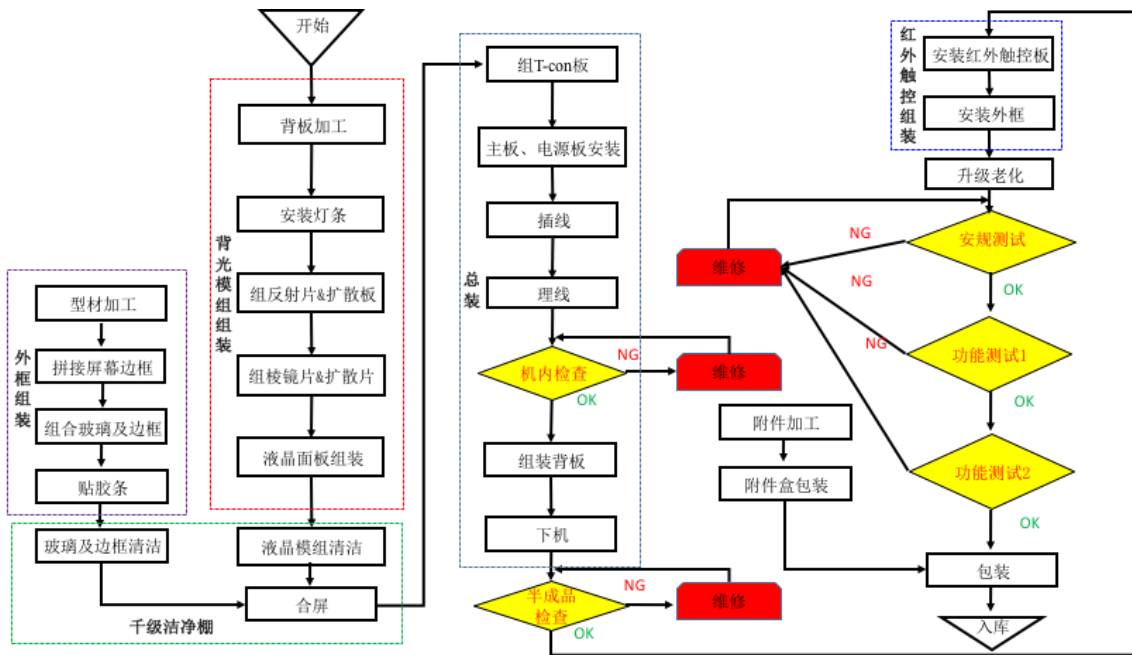 开始
背板加工
安装灯条
组反射片&扩散板
组棱镜片&扩散片
液晶面板组装
背光模组组装
型材加工
拼接屏幕边框
组合玻璃及边框
贴胶条
外框组装
玻璃及边框清洁
液晶模组清洁
合屏
千级洁净棚
组T-con板
主板、电源板安装
插线
理线
总装
机内检查
NG
维修
OK
组装背板
下机
半成品
检查
NG
维修
OK
红外触控组装
安装红外触控板
安装外框
升级老化
安规测试
NG
维修
NG
OK
功能测试1
NG
OK
功能测试2
OK
附件加工
附件盒包装
包装
入库